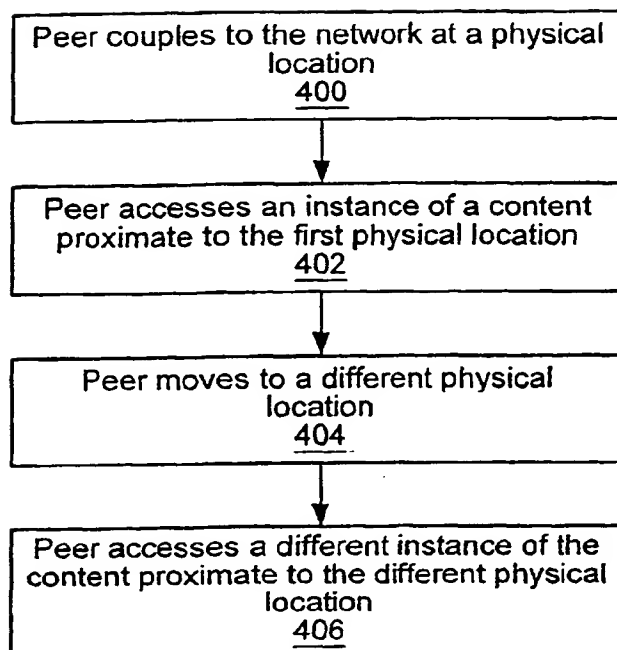 Peer couples to the network at a physical
location
400
Peer accesses an instance of a content
proximate to the first physical location
402
Peer moves to a different physical
location
404
Peer accesses a different instance of the
content proximate to the different physical
location
406